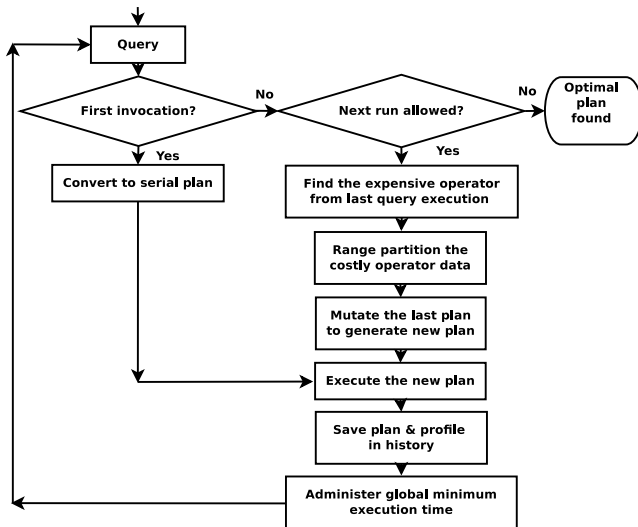 Query
First invocation?
No
Next run allowed?
No
Optimal
plan
found
Yes
Yes
Convert to serial plan
Find the expensive operator
from last query execution
Range partition the
costly operator data
Mutate the last plan
to generate new plan
Execute the new plan
Save plan & profile
in history
Administer global minimum
execution time